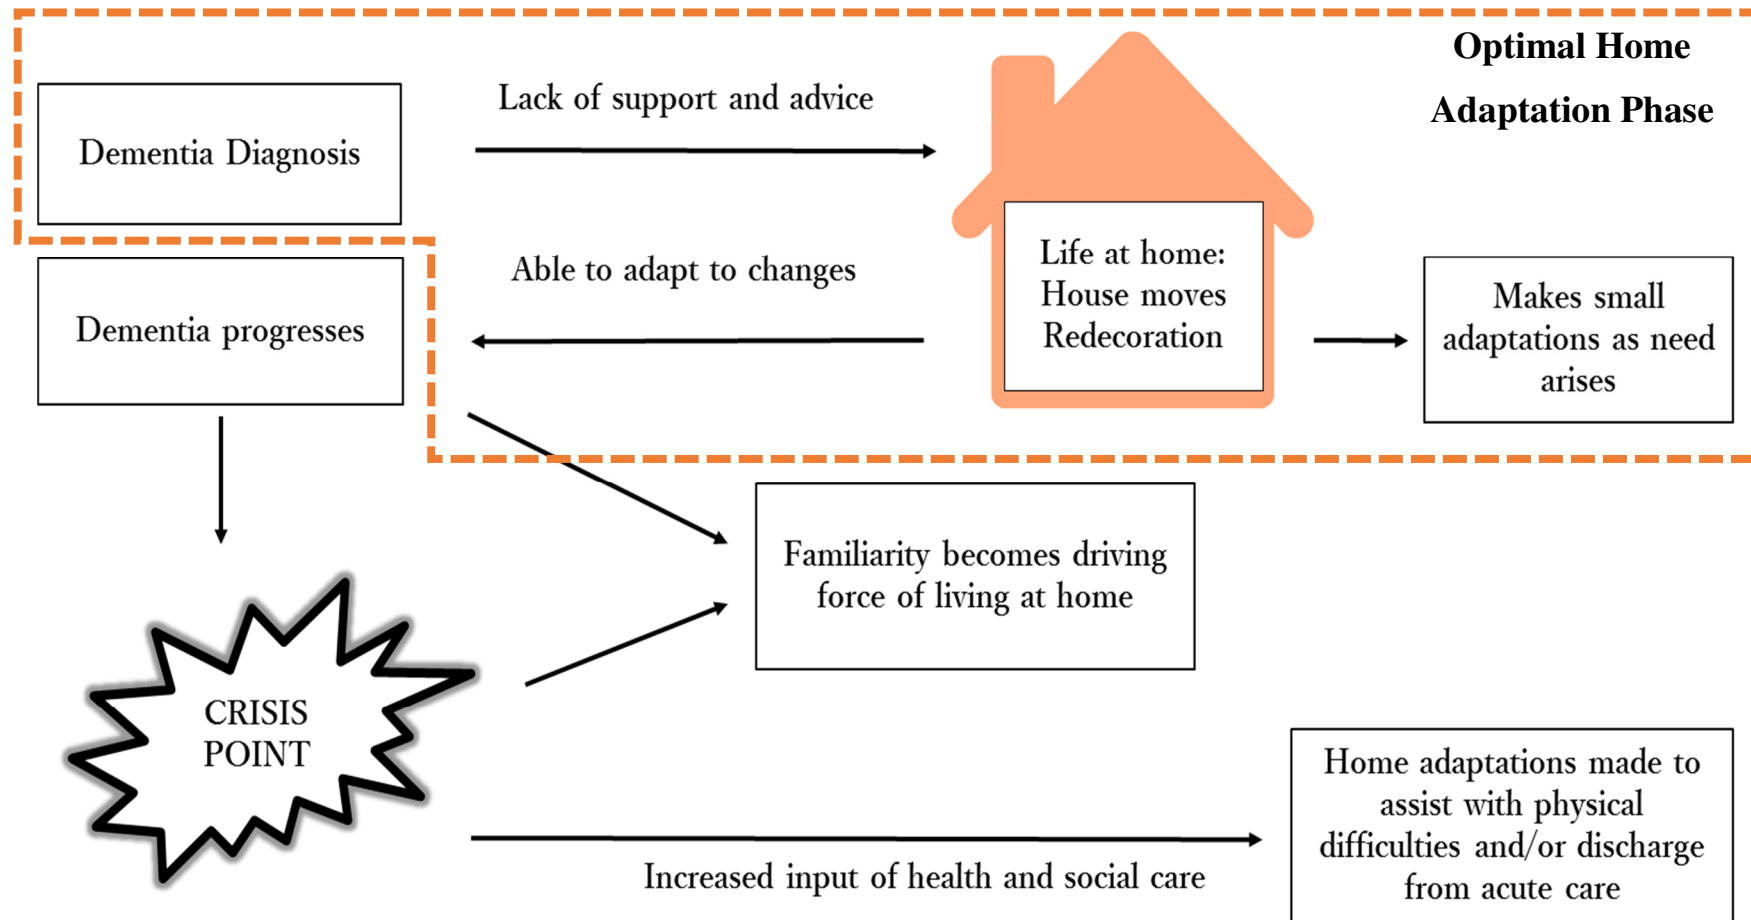 Optimal Home
Adaptation Phase
Lack of support and advice
Dementia Diagnosis
Life at home:
House moves
Redecoration
Able to adapt to changes
Makes small
adaptations as need
arises
Dementia progresses
Familiarity becomes driving
force of living at home
CRISIS
POINT
Home adaptations made to
assist with physical
difficulties and/or discharge
from acute care
Increased input of health and social care